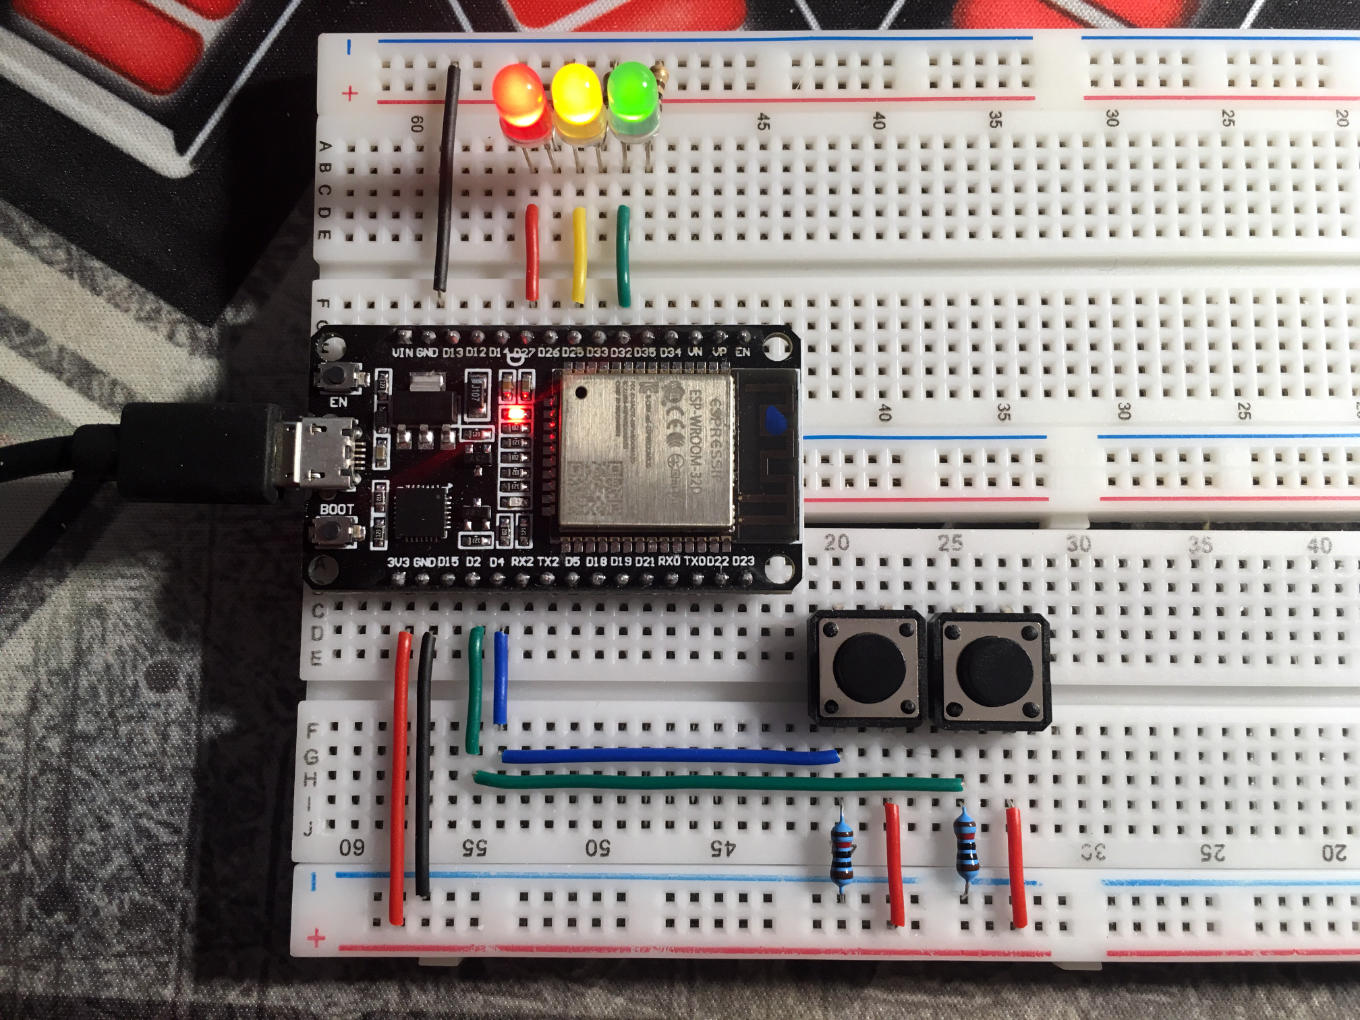 -
+
60 45 40 35 30 25 20
A
B
C
D
E
F
VIN GND D13 D12 D14 D27 D26 D25 D33 D32 D35 D34 VN VP EN
EN
J107
ESPRESSIF
ESP-WROOM-32D
40 35 30 25
BOOT
3V3 GND D15 D2 D4 RX2 TX2 D5 D18 D19 D21 RX0 TX0 D22 D23
20 25 30 35 40
A
C
D
E
F
G
H
I
J
60 55 50 45 30 25 20
+